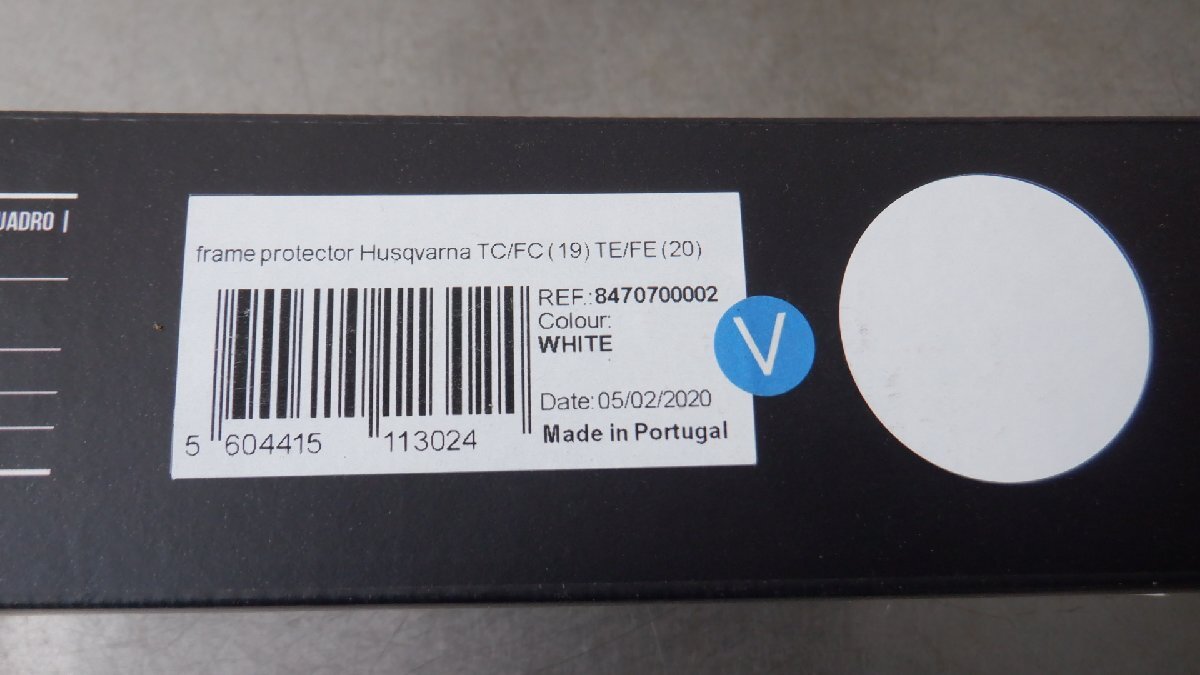 frame protector Husqvarna TC/FC (19) TE/FE (20)
REF.: 8470700002
Colour:
WHITE
V
Date: 05/02/2020
Made in Portugal
5 604415 113024